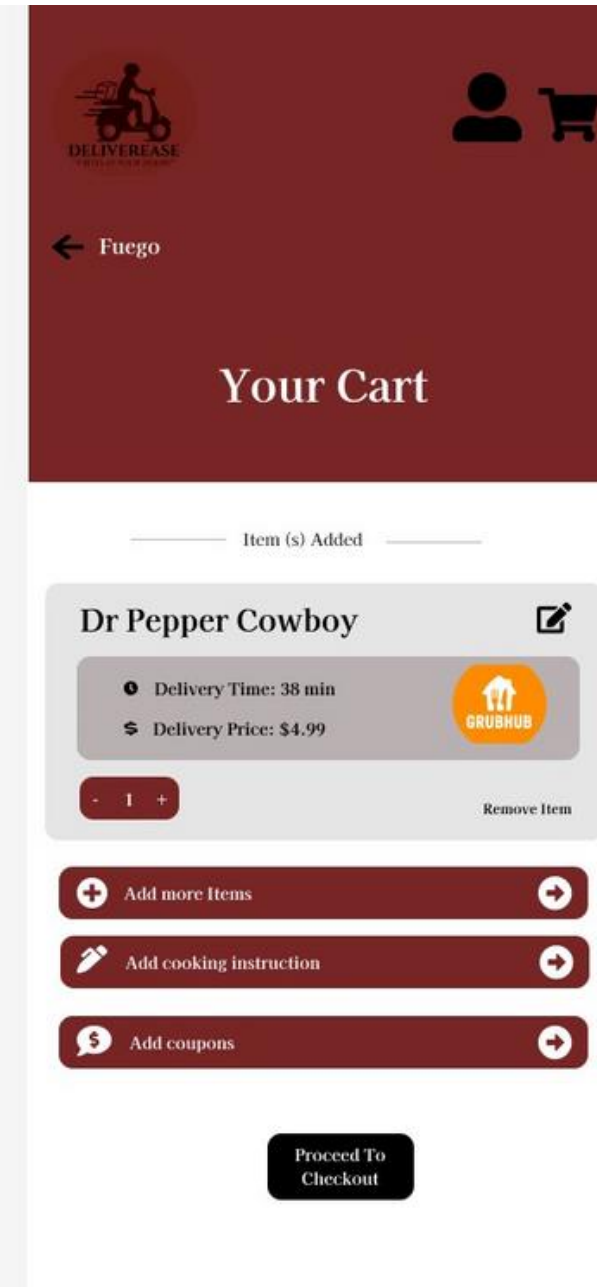 DELIVEREASE
Fuego
Your Cart
Item (s) Added
Dr Pepper Cowboy
Delivery Time: 38 min
Delivery Price: $4.99
GRUBHUB
- 1 +
Remove Item
Add more Items
Add cooking instruction
Add coupons
Proceed To
Checkout